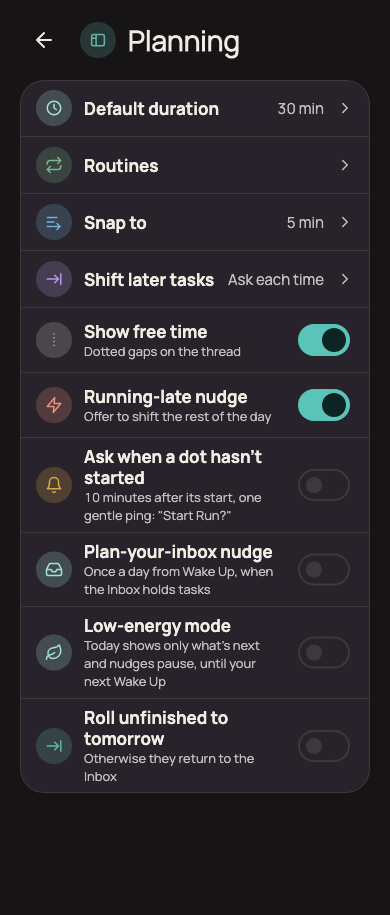 Planning
Default duration 30 min
Routines
Snap to 5 min
Shift later tasks Ask each time
Show free time
Dotted gaps on the thread
Running-late nudge
Offer to shift the rest of the day
Ask when a dot hasn't
started
10 minutes after its start, one
gentle ping: "Start Run?"
Plan-your-inbox nudge
Once a day from Wake Up, when
the Inbox holds tasks
Low-energy mode
Today shows only what's next
and nudges pause, until your
next Wake Up
Roll unfinished to
tomorrow
Otherwise they return to the
Inbox